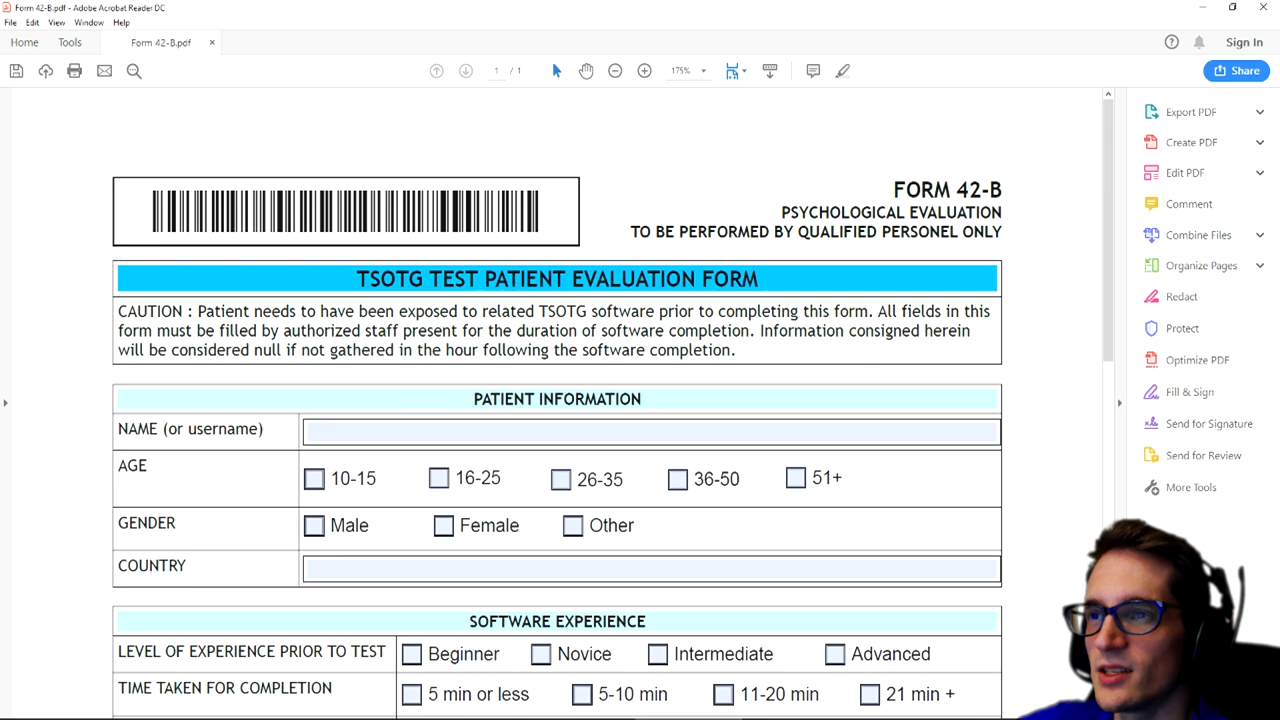 Form 42-B.pdf - Adobe Acrobat Reader DC
File Edit View Window Help
Home Tools Form 42-B.pdf × Sign In
1 / 1 175% Share
Export PDF
Create PDF
Edit PDF
Comment
Combine Files
Organize Pages
Redact
Protect
Optimize PDF
Fill & Sign
Send for Signature
Send for Review
More Tools
FORM 42-B
PSYCHOLOGICAL EVALUATION
TO BE PERFORMED BY QUALIFIED PERSONEL ONLY
TSOTG TEST PATIENT EVALUATION FORM
CAUTION : Patient needs to have been exposed to related TSOTG software prior to completing this form. All fields in this
form must be filled by authorized staff present for the duration of software completion. Information consigned herein
will be considered null if not gathered in the hour following the software completion.
PATIENT INFORMATION
NAME (or username)
AGE 10-15 16-25 26-35 36-50 51+
GENDER Male Female Other
COUNTRY
SOFTWARE EXPERIENCE
LEVEL OF EXPERIENCE PRIOR TO TEST Beginner Novice Intermediate Advanced
TIME TAKEN FOR COMPLETION 5 min or less 5-10 min 11-20 min 21 min +